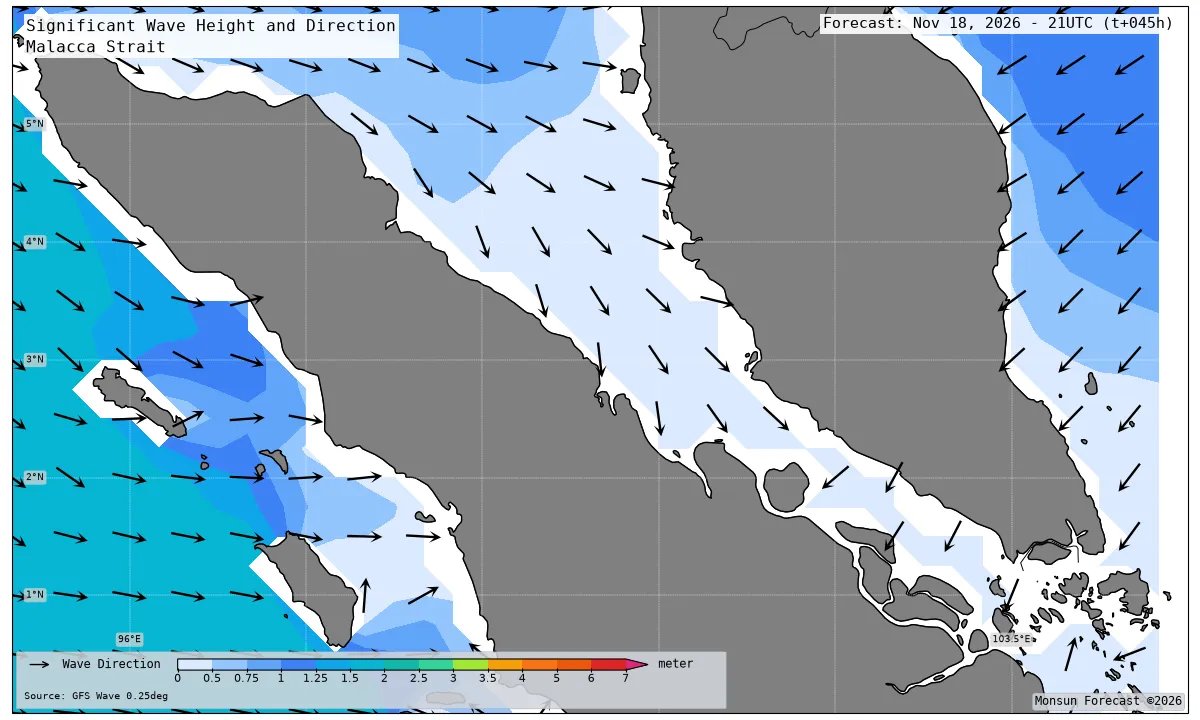 Significant Wave Height and Direction
Malacca Strait
Forecast: Nov 18, 2026 - 21UTC (t+045h)
5°N
4°N
3°N
2°N
1°N
96°E
103.5°E
Wave Direction
meter
0 0.5 0.75 1 1.25 1.5 2 2.5 3 3.5 4 5 6 7
Source: GFS Wave 0.25deg
Monsun Forecast ©2026